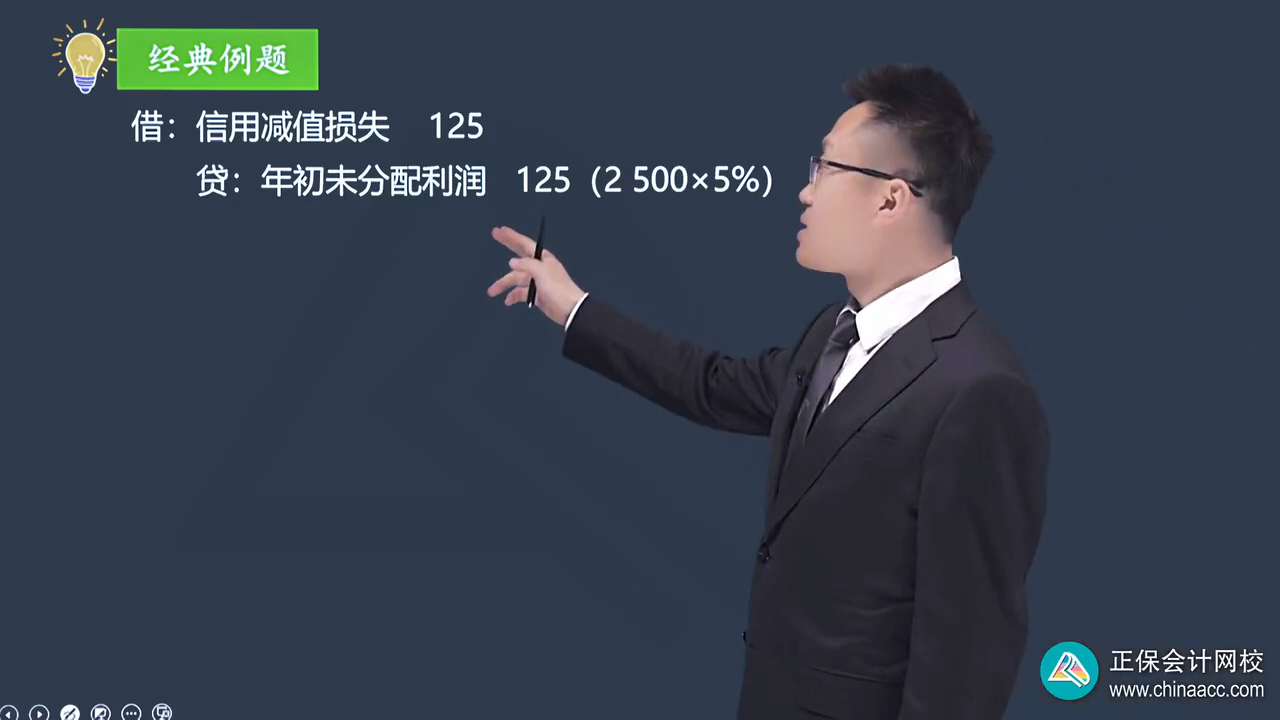 经典例题
借：信用减值损失 125
贷：年初未分配利润 125（2 500×5%）
正保会计网校
www.chinaacc.com